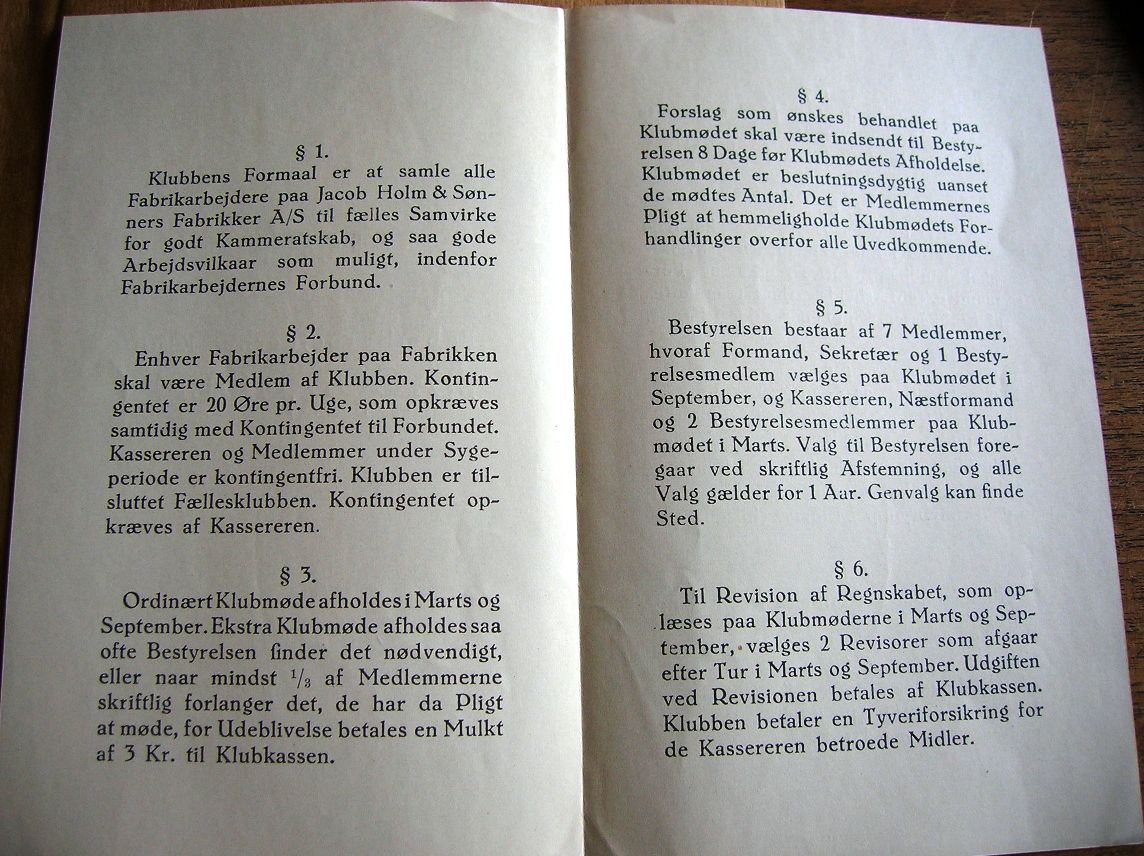 § 1.
Klubbens Formaal er at samle alle
Fabrikarbejdere paa Jacob Holm & Søn-
ners Fabrikker A/S til fælles Samvirke
for godt Kammeratskab, og saa gode
Arbejdsvilkaar som muligt, indenfor
Fabrikarbejdernes Forbund.
§ 2.
Enhver Fabrikarbejder paa Fabrikken
skal være Medlem af Klubben. Kontin-
gentet er 20 Øre pr. Uge, som opkræves
samtidig med Kontingentet til Forbundet.
Kassereren og Medlemmer under Syge-
periode er kontingentfri. Klubben er til-
sluttet Fællesklubben. Kontingentet op-
kræves af Kassereren.
§ 3.
Ordinært Klubmøde afholdes i Marts og
September. Ekstra Klubmøde afholdes saa
ofte Bestyrelsen finder det nødvendigt,
eller naar mindst 1/3 af Medlemmerne
skriftlig forlanger det, de har da Pligt
at møde, for Udeblivelse betales en Mulkt
af 3 Kr. til Klubkassen.
§ 4.
Forslag som ønskes behandlet paa
Klubmødet skal være indsendt til Besty-
relsen 8 Dage før Klubmødets Afholdelse.
Klubmødet er beslutningsdygtig uanset
de mødtes Antal. Det er Medlemmernes
Pligt at hemmeligholde Klubmødets For-
handlinger overfor alle Uvedkommende.
§ 5.
Bestyrelsen bestaar af 7 Medlemmer,
hvoraf Formand, Sekretær og 1 Besty-
relsesmedlem vælges paa Klubmødet i
September, og Kassereren, Næstformand
og 2 Bestyrelsesmedlemmer paa Klub-
mødet i Marts. Valg til Bestyrelsen fore-
gaar ved skriftlig Afstemning, og alle
Valg gælder for 1 Aar. Genvalg kan finde
Sted.
§ 6.
Til Revision af Regnskabet, som op-
læses paa Klubmøderne i Marts og Sep-
tember, vælges 2 Revisorer som afgaar
efter Tur i Marts og September. Udgiften
ved Revisionen betales af Klubkassen.
Klubben betaler en Tyveriforsikring for
de Kassereren betroede Midler.